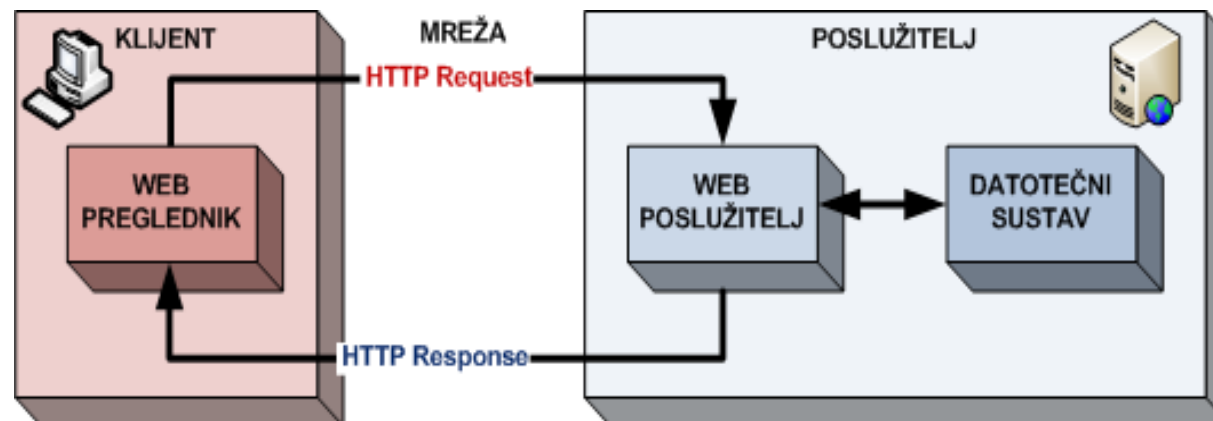 KLIJENT
MREŽA
POSLUŽITELJ
HTTP Request
WEB
PREGLEDNIK
WEB
POSLUŽITELJ
DATOTEČNI
SUSTAV
HTTP Response